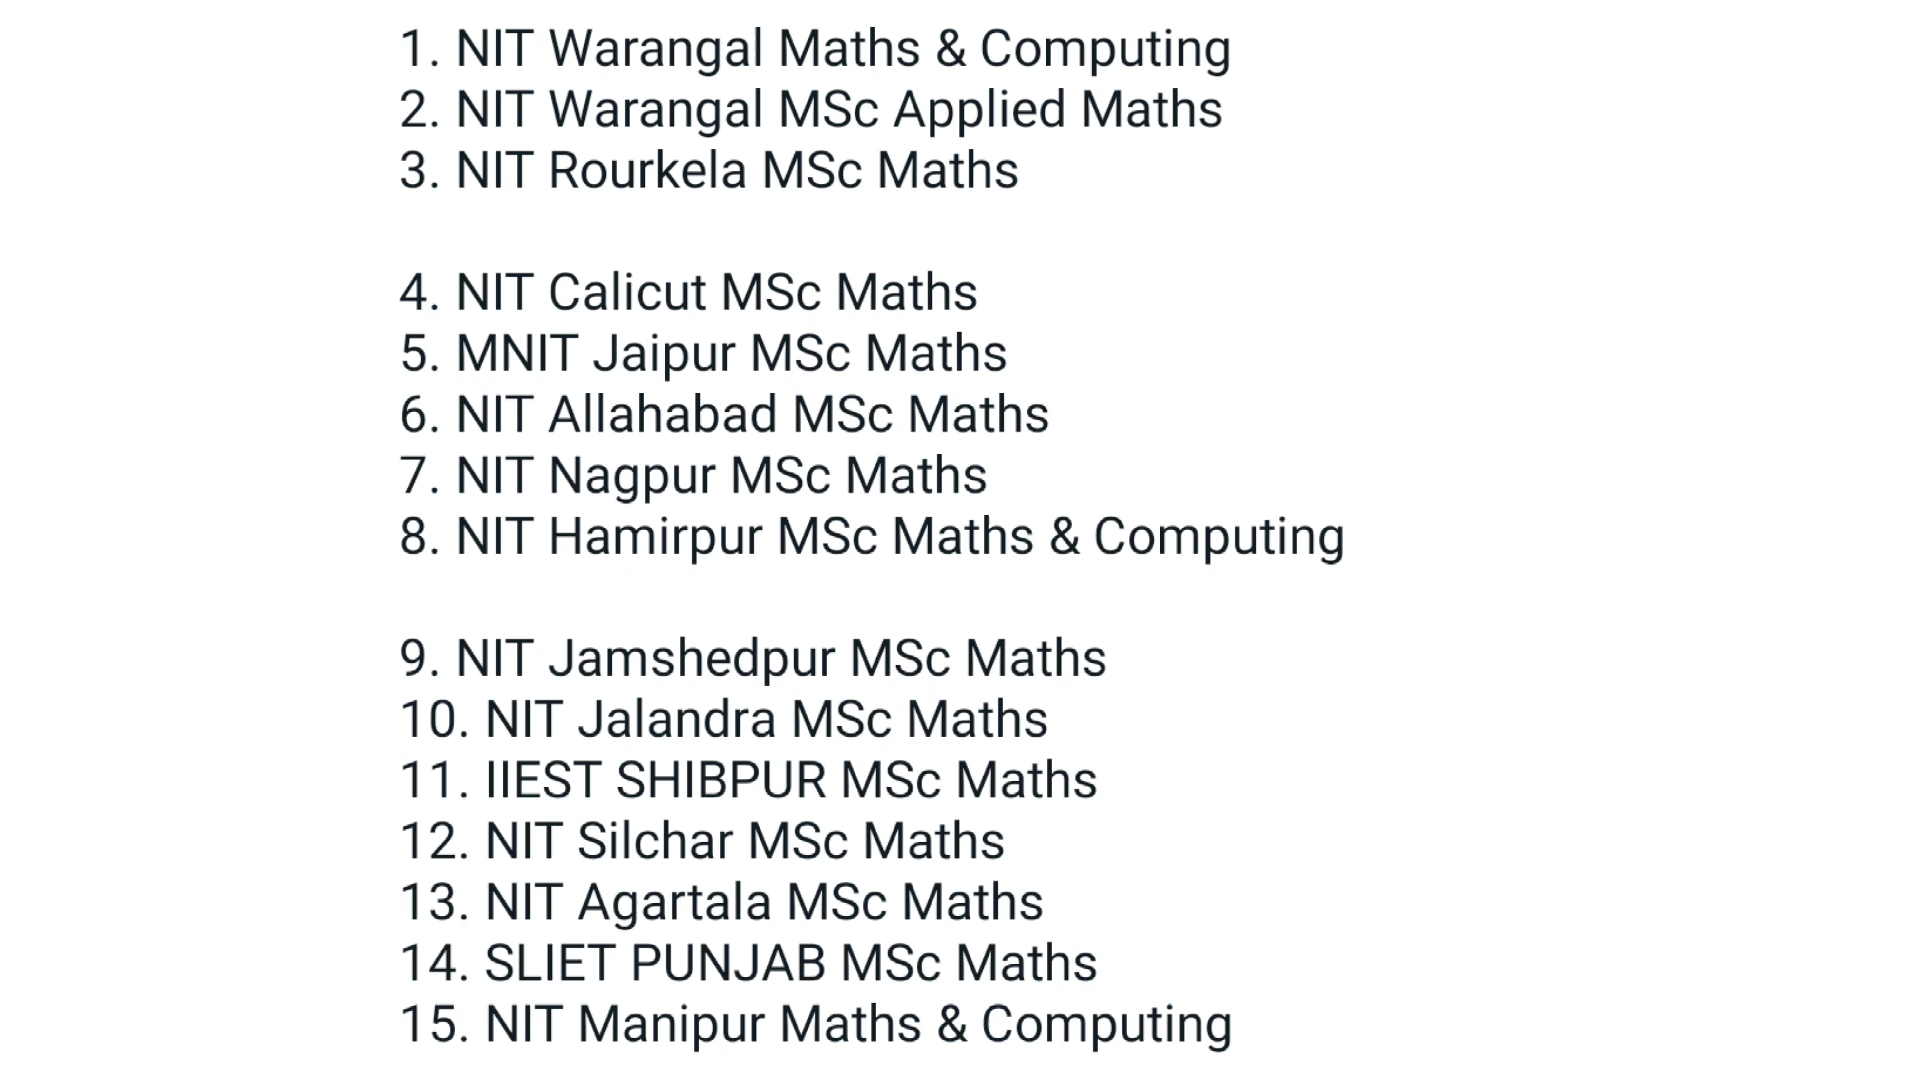 1. NIT Warangal Maths & Computing
2. NIT Warangal MSc Applied Maths
3. NIT Rourkela MSc Maths
4. NIT Calicut MSc Maths
5. MNIT Jaipur MSc Maths
6. NIT Allahabad MSc Maths
7. NIT Nagpur MSc Maths
8. NIT Hamirpur MSc Maths & Computing
9. NIT Jamshedpur MSc Maths
10. NIT Jalandra MSc Maths
11. IIEST SHIBPUR MSc Maths
12. NIT Silchar MSc Maths
13. NIT Agartala MSc Maths
14. SLIET PUNJAB MSc Maths
15. NIT Manipur Maths & Computing